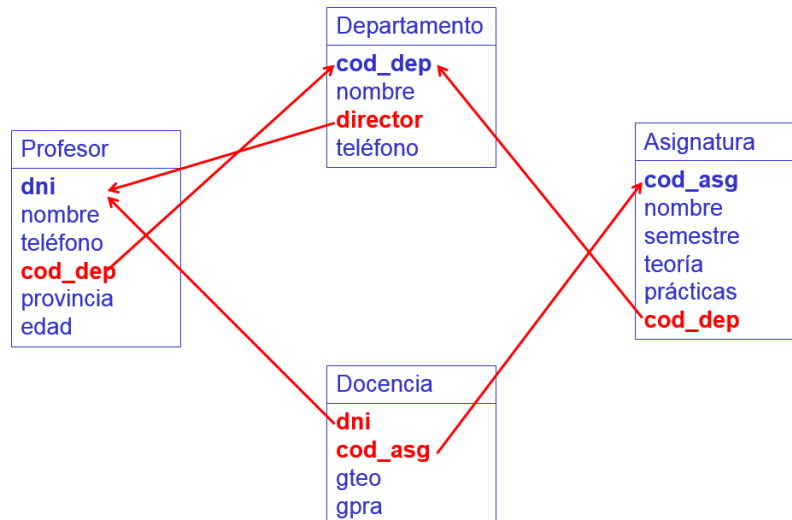 Departamento
cod_dep
nombre
director
teléfono
Profesor
dni
nombre
teléfono
cod_dep
provincia
edad
Asignatura
cod_asg
nombre
semestre
teoría
prácticas
cod_dep
Docencia
dni
cod_asg
gteo
gpra